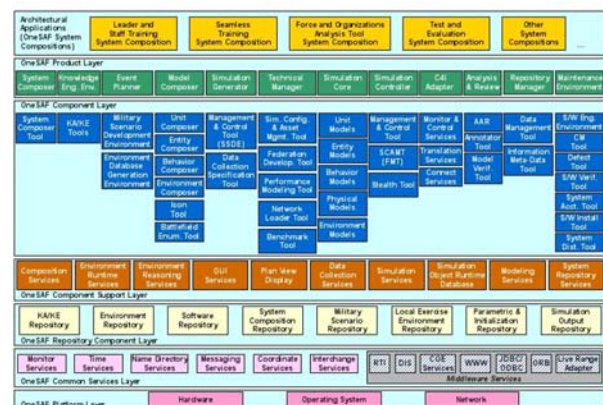 Architectural
Applications
(OneSAF System
Compositions)
Leader and
Staff Training
System Composition
Seamless
Training
System Composition
Force and Organizations
Analysis Tool
System Composition
Test and
Evaluation
System Composition
Other
System
Compositions
...
OneSAF Product Layer
System
Composer
Knowledge
Eng. Env.
Event
Planner
Model
Composer
Simulation
Generator
Technical
Manager
Simulation
Core
Simulation
Controller
C4I
Adapter
Analysis
& Review
Repository
Manager
Maintenance
Environment
OneSAF Component Layer
System
Composer
Tool
KA/KE
Tools
Military
Scenario
Development
Environment
Environment
Database
Generation
Environment
Unit
Composer
Entity
Composer
Behavior
Composer
Environment
Composer
Icon
Tool
Battlefield
Enum. Tool
Management
& Control
Tool
(SSDE)
Data
Collection
Specification
Tool
Sim. Config.
& Asset
Mgmt. Tool
Federation
Develop. Tool
Performance
Modeling Tool
Network
Loader Tool
Benchmark
Tool
Unit
Models
Entity
Models
Behavior
Models
Physical
Models
Environment
Models
Management
& Control
Tool
SCAMT
(FMT)
Stealth Tool
Monitor &
Control
Services
Translation
Services
Connect
Services
AAR
Annotator
Tool
Model
Verif. Tool
Data
Management
Tool
Information
Meta-Data
Tool
S/W Eng.
Environment
CM
Tool
Defect
Tool
S/W Verif.
Tool
System
Acct. Tool
S/W Install
Tool
System
Dist. Tool
Composition
Services
Environment
Runtime
Services
Environment
Reasoning
Services
GUI
Services
Plan View
Display
Data
Collection
Services
Simulation
Services
Simulation
Object Runtime
Database
Modeling
Services
System
Repository
Services
OneSAF Component Support Layer
KA/KE
Repository
Environment
Repository
Software
Repository
System
Composition
Repository
Military
Scenario
Repository
Local Exercise
Environment
Repository
Parametric &
Initialization
Repository
Simulation
Output
Repository
OneSAF Repository Component Layer
Monitor
Services
Time
Services
Name Directory
Services
Messaging
Services
Coordinate
Services
Interchange
Services
RTI
DIS
CGE
Services
WWW
JDBC/
ODBC
ORB
Live Range
Adapter
Middleware Services
OneSAF Common Services Layer
Hardware
Operating System
Network
OneSAF Platform Layer